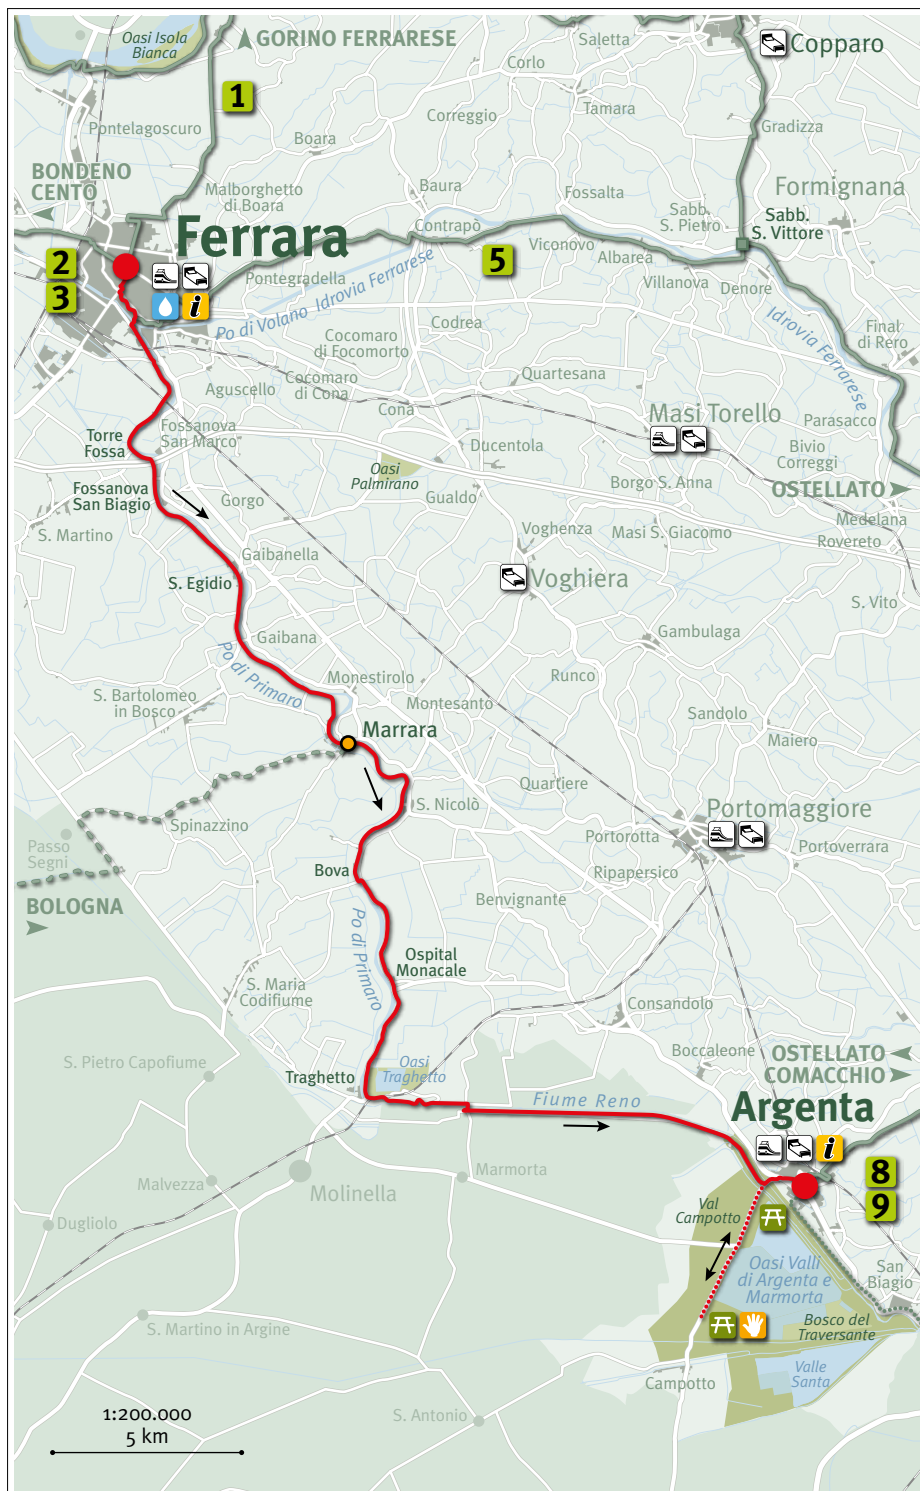 Oasi Isola
Bianca
GORINO FERRARESE
Saletta
Copparo
Corlo
1
Tamara
Correggio
Pontelagoscuro
Boara
Gradizza
BONDENO
CENTO
Malborghetto
di Boara
Baura
Fossalta
Formignana
Contrapò
Sabb.
S. Pietro
Sabb.
S. Vittore
Ferrara
Viconovo
Albarea
2
5
3
Pontegradella
Villanova
Denore
i
Po di Volano
Idrovia Ferrarese
Idrovia Ferrarese
Codrea
Cocomaro
di Focomorto
Final
di Rero
Aguscello
Cocomaro
di Cona
Quartesana
Cona
Masi Torello
Parasacco
Fossanova
San Marco
Torre
Fossa
Ducentola
Bivio
Correggi
Oasi
Palmirano
Borgo S. Anna
Fossanova
San Biagio
Gorgo
Gualdo
OSTELLATO
Medelana
S. Martino
Voghenza
Masi S. Giacomo
Rovereto
Gaibanella
S. Egidio
Voghiera
S. Vito
Gaibana
Gambulaga
Po di Primaro
Monestirolo
Runco
S. Bartolomeo
in Bosco
Montesanto
Sandolo
Marrara
Maiero
Quartiere
S. Nicolò
Portomaggiore
Spinazzino
Portorotta
Portoverrara
Passo
Segni
Bova
Ripapersico
BOLOGNA
Benvignante
Po di Primaro
Ospital
Monacale
S. Maria
Codifiume
Consandolo
S. Pietro Capofiume
Oasi
Traghetto
Boccaleone
OSTELLATO
COMACCHIO
Traghetto
Fiume Reno
Argenta
i
Marmorta
8
Malvezza
Molinella
9
Val
Campotto
Dugliolo
Oasi Valli
di Argenta e
Marmorta
San
Biagio
S. Martino in Argine
Bosco del
Traversante
Valle
Santa
Campotto
1:200.000
S. Antonio
5 km